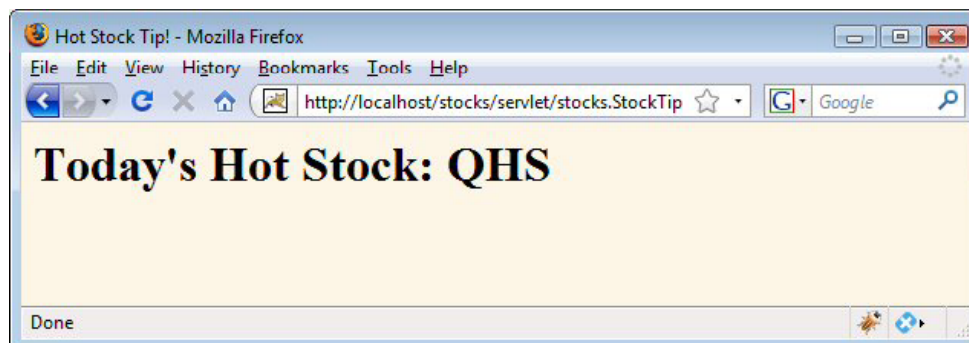 Hot Stock Tip! - Mozilla Firefox
File Edit View History Bookmarks Tools Help
http://localhost/stocks/servlet/stocks.StockTip G Google
Today's Hot Stock: QHS
Done